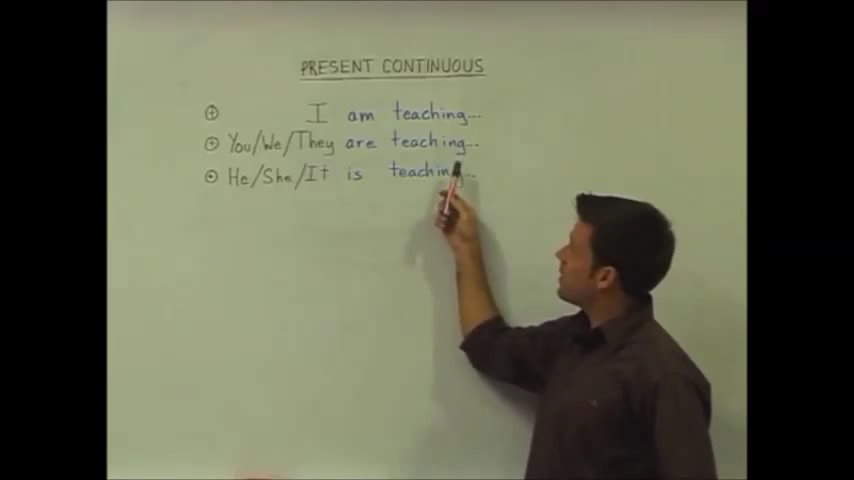 PRESENT CONTINUOUS
⊕ I am teaching...
⊕ You/We/They are teaching...
⊕ He/She/It is teaching...